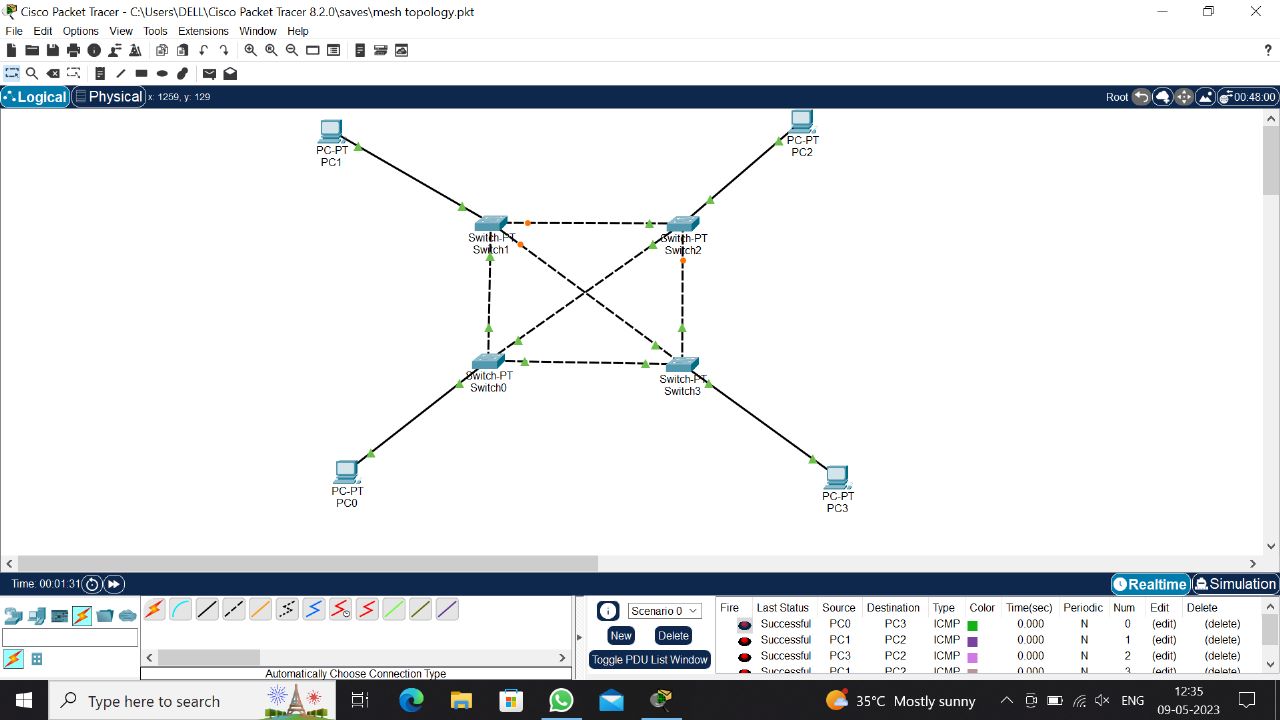 Cisco Packet Tracer - C:\Users\DELL\Cisco Packet Tracer 8.2.0\saves\mesh topology.pkt
File Edit Options View Tools Extensions Window Help
?
Logical Physical x: 1259, y: 129 Root 00:48:00
PC-PT
PC1
PC-PT
PC2
Switch-PT
Switch1
Switch-PT
Switch2
Switch-PT
Switch0
Switch-PT
Switch3
PC-PT
PC0
PC-PT
PC3
Time: 00:01:31 Realtime Simulation
Scenario 0
New Delete
Toggle PDU List Window
Fire Last Status Source Destination Type Color Time(sec) Periodic Num Edit Delete
Successful PC0 PC3 ICMP 0.000 N 0 (edit) (delete)
Successful PC1 PC2 ICMP 0.000 N 1 (edit) (delete)
Successful PC3 PC2 ICMP 0.000 N 2 (edit) (delete)
Successful PC1 PC2 ICMP 0.000 N 3 (edit) (delete)
Automatically Choose Connection Type
Type here to search
35°C Mostly sunny ENG 12:35
09-05-2023